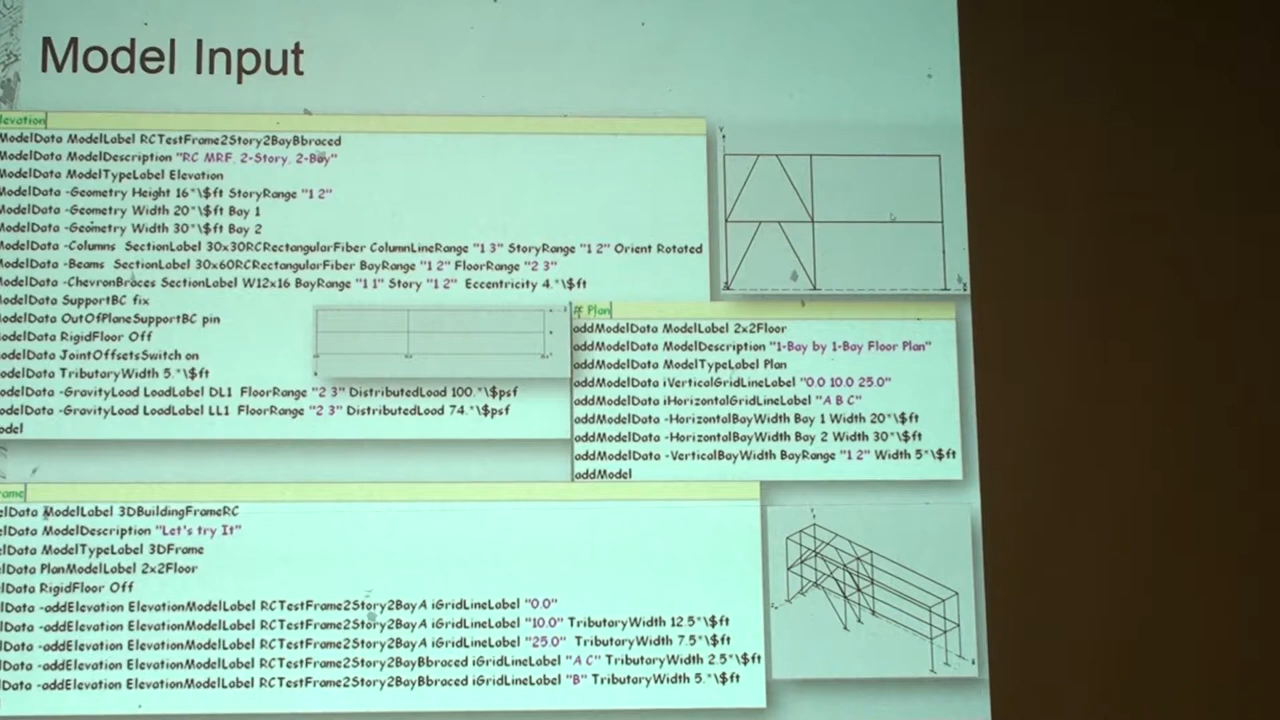 Model Input
levation
ModelData ModelLabel RCTestFrame2Story2BayBbraced
ModelData ModelDescription "RC MRF, 2-Story, 2-Bay"
ModelData ModelTypeLabel Elevation
ModelData -Geometry Height 16*\$ft StoryRange "1 2"
ModelData -Geometry Width 20*\$ft Bay 1
ModelData -Geometry Width 30*\$ft Bay 2
ModelData -Columns SectionLabel 30x30RCRectangularFiber ColumnLineRange "1 3" StoryRange "1 2" Orient Rotated
ModelData -Beams SectionLabel 30x60RCRectangularFiber BayRange "1 2" FloorRange "2 3"
ModelData -ChevronBraces SectionLabel W12x16 BayRange "1 1" Story "1 2" Eccentricity 4.*\$ft
ModelData SupportBC fix
ModelData OutOfPlaneSupportBC pin
ModelData RigidFloor Off
ModelData JointOffsetsSwitch on
ModelData TributaryWidth 5.*\$ft
odelData -GravityLoad LoadLabel DL1 FloorRange "2 3" DistributedLoad 100.*\$psf
odelData -GravityLoad LoadLabel LL1 FloorRange "2 3" DistributedLoad 74.*\$psf
odel
# Plan
addModelData ModelLabel 2x2Floor
addModelData ModelDescription "1-Bay by 1-Bay Floor Plan"
addModelData ModelTypeLabel Plan
addModelData iVerticalGridLineLabel "0.0 10.0 25.0"
addModelData iHorizontalGridLineLabel "A B C"
addModelData -HorizontalBayWidth Bay 1 Width 20*\$ft
addModelData -HorizontalBayWidth Bay 2 Width 30*\$ft
addModelData -VerticalBayWidth BayRange "1 2" Width 5*\$ft
addModel
rame
elData ModelLabel 3DBuildingFrameRC
elData ModelDescription "Let's try It"
elData ModelTypeLabel 3DFrame
elData PlanModelLabel 2x2Floor
elData RigidFloor Off
elData -addElevation ElevationModelLabel RCTestFrame2Story2BayA iGridLineLabel "0.0"
elData -addElevation ElevationModelLabel RCTestFrame2Story2BayA iGridLineLabel "10.0" TributaryWidth 12.5*\$ft
elData -addElevation ElevationModelLabel RCTestFrame2Story2BayA iGridLineLabel "25.0" TributaryWidth 7.5*\$ft
elData -addElevation ElevationModelLabel RCTestFrame2Story2BayBbraced iGridLineLabel "A C" TributaryWidth 2.5*\$ft
elData -addElevation ElevationModelLabel RCTestFrame2Story2BayBbraced iGridLineLabel "B" TributaryWidth 5.*\$ft